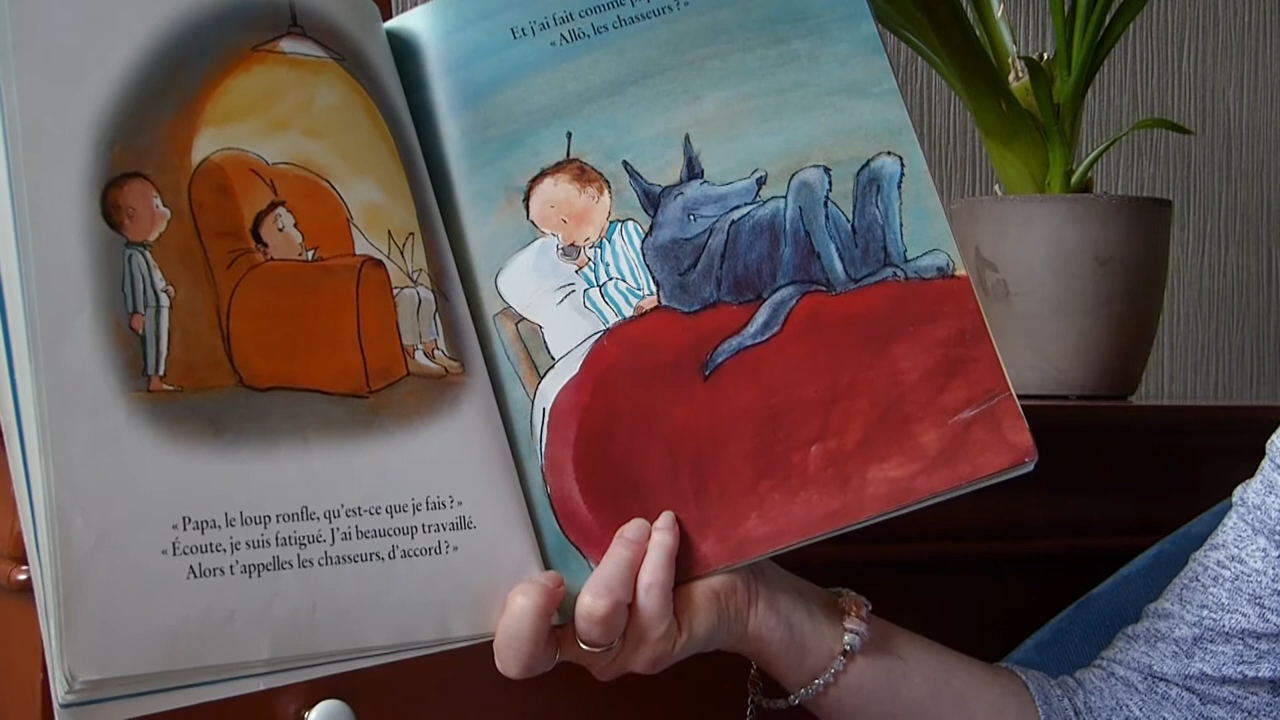 « Papa, le loup ronfle, qu'est-ce que je fais ? »
« Écoute, je suis fatigué. J'ai beaucoup travaillé.
Alors t'appelles les chasseurs, d'accord ? »
Et j'ai fait comme
« Allô, les chasseurs ? »